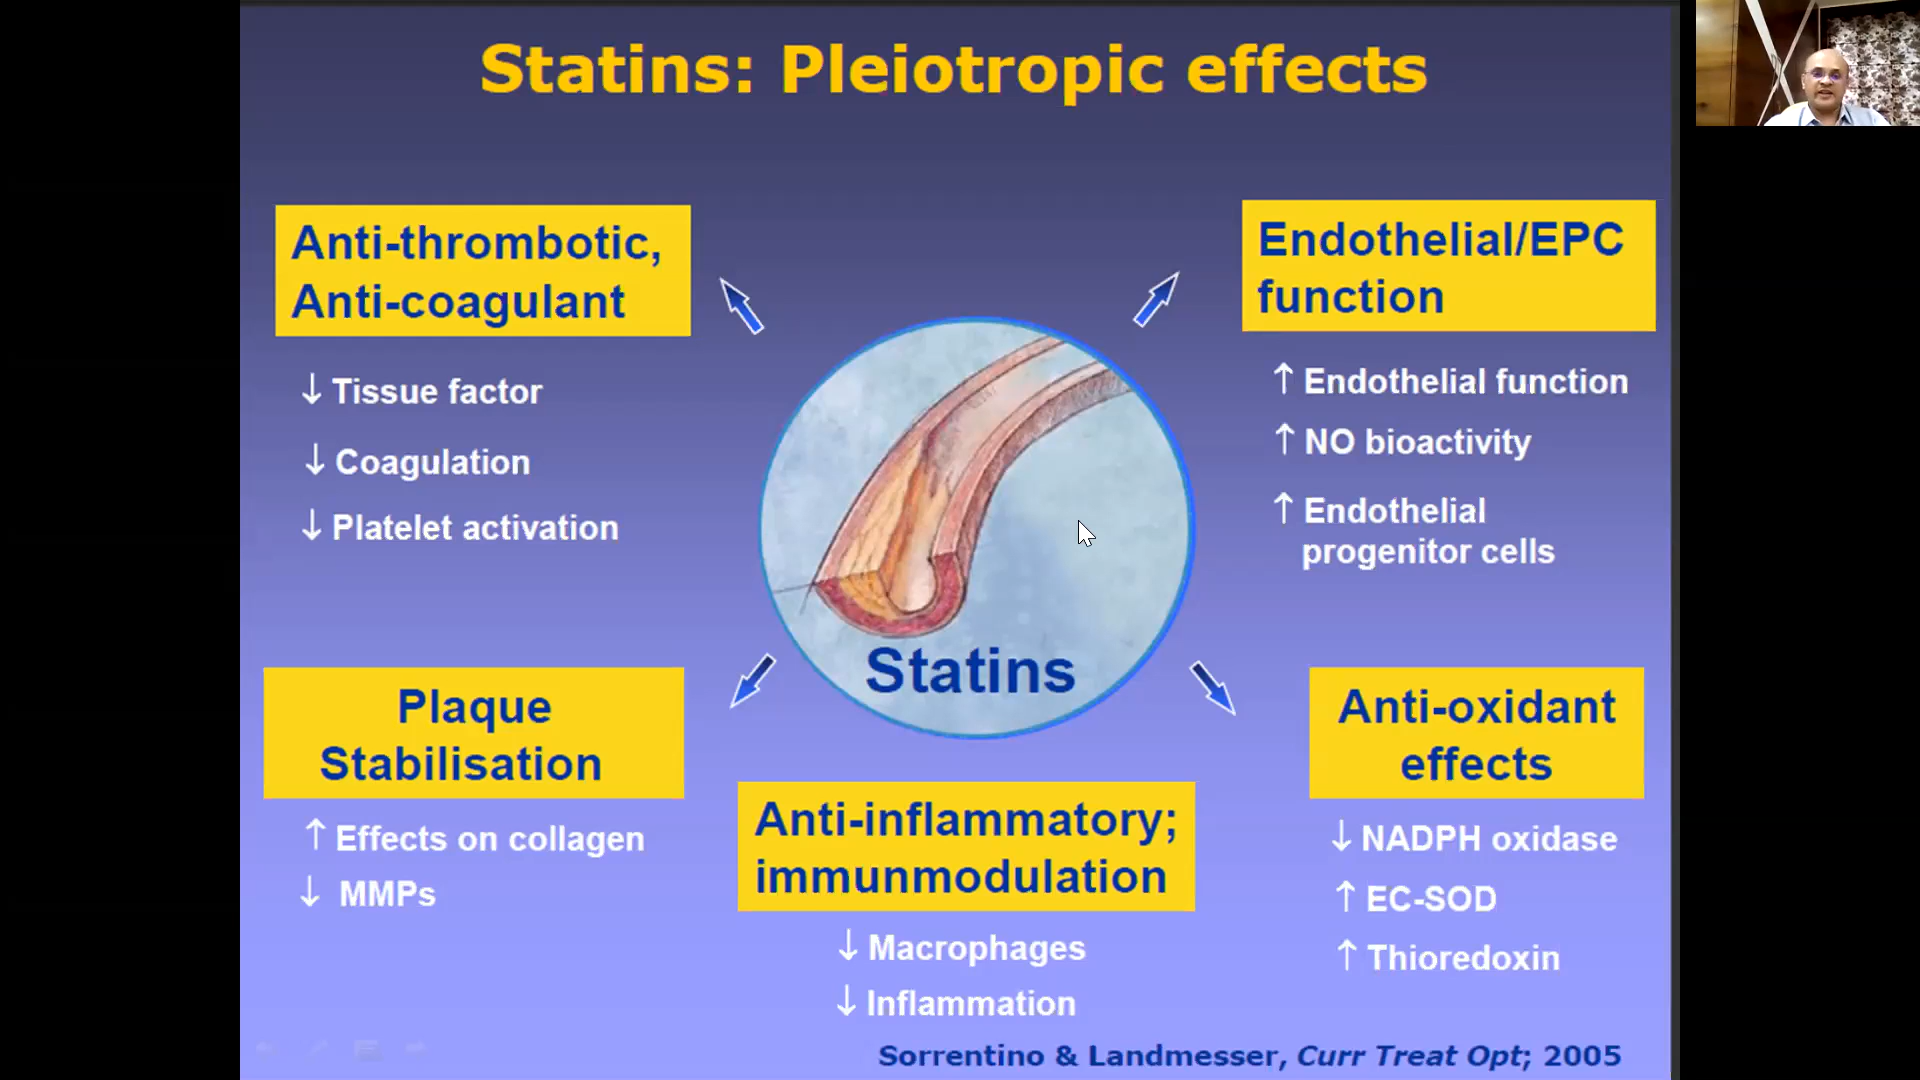 Statins: Pleiotropic effects
Anti-thrombotic,
Anti-coagulant
↓ Tissue factor
↓ Coagulation
↓ Platelet activation
Endothelial/EPC
function
↑ Endothelial function
↑ NO bioactivity
↑ Endothelial
progenitor cells
Statins
Plaque
Stabilisation
↑ Effects on collagen
↓ MMPs
Anti-inflammatory;
immunmodulation
↓ Macrophages
↓ Inflammation
Anti-oxidant
effects
↓ NADPH oxidase
↑ EC-SOD
↑ Thioredoxin
Sorrentino & Landmesser, Curr Treat Opt; 2005